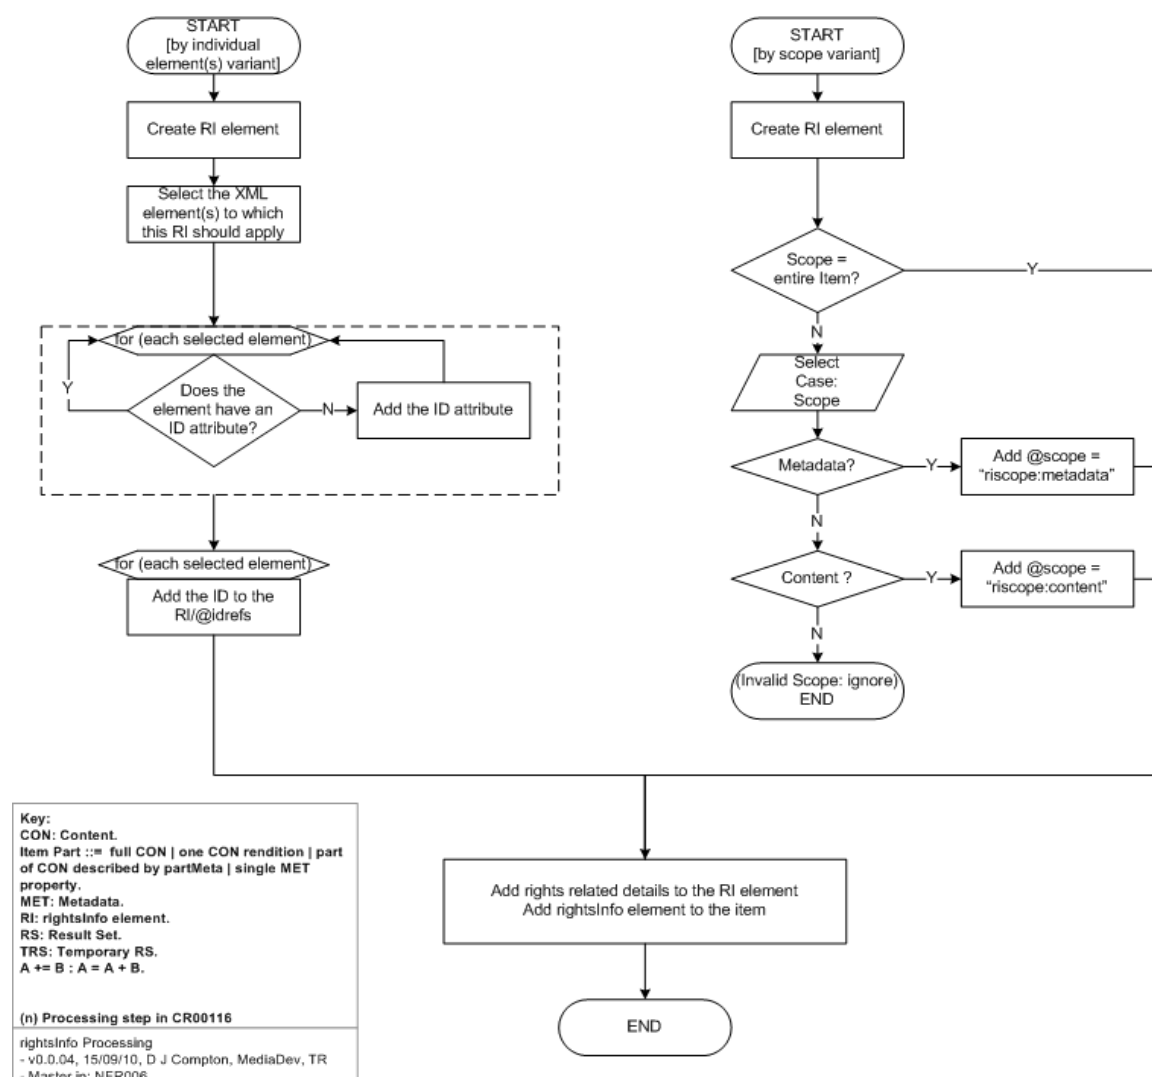 START
[by individual
element(s) variant]
Create RI element
Select the XML
element(s) to which
this RI should apply
for (each selected element)
Y
Does the
element have an
ID attribute?
N
Add the ID attribute
for (each selected element)
Add the ID to the
RI/@idrefs
START
[by scope variant]
Create RI element
Scope =
entire Item?
Y
N
Select
Case:
Scope
Metadata?
Y
Add @scope =
“riscope:metadata”
N
Content ?
Y
Add @scope =
“riscope:content”
N
(Invalid Scope: ignore)
END
Add rights related details to the RI element
Add rightsInfo element to the item
END
Key:
CON: Content.
Item Part ::= full CON | one CON rendition | part
of CON described by partMeta | single MET
property.
MET: Metadata.
RI: rightsInfo element.
RS: Result Set.
TRS: Temporary RS.
A += B : A = A + B.
(n) Processing step in CR00116
rightsInfo Processing
- v0.0.04, 15/09/10, D J Compton, MediaDev, TR
- Master in: NFR006